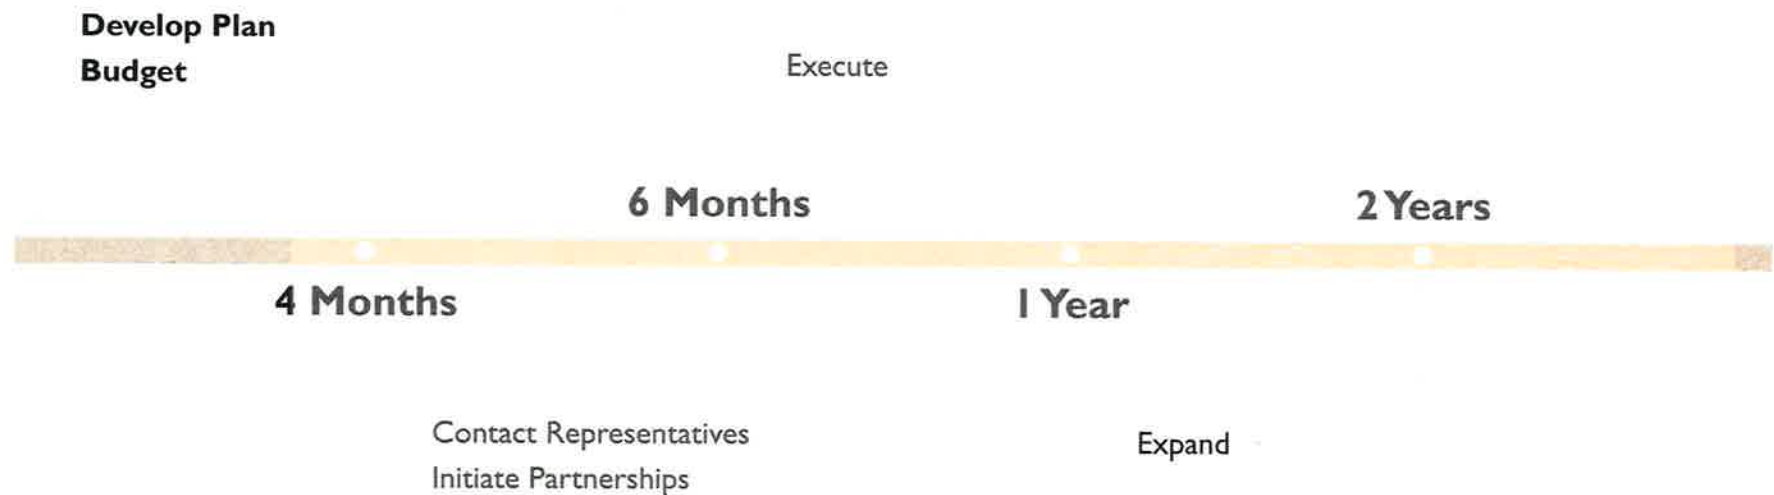 Develop Plan
Budget
Execute
6 Months
2 Years
4 Months
1 Year
Contact Representatives
Initiate Partnerships
Expand